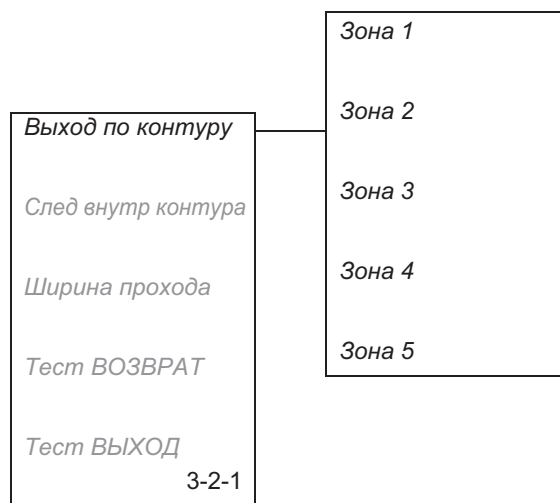 Выход по контуру
След внутр контура
Ширина прохода
Тест ВОЗВРАТ
Тест ВЫХОД
3-2-1
Зона 1
Зона 2
Зона 3
Зона 4
Зона 5